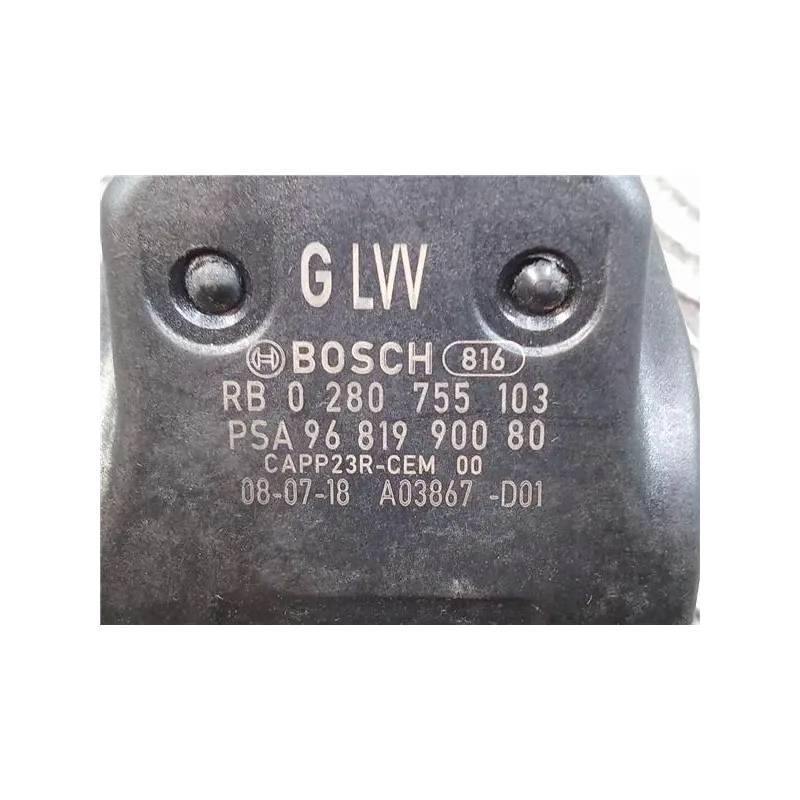 G LVV
BOSCH 816
RB 0 280 755 103
PSA 96 819 900 80
CAPP23R-CEM 00
08-07-18 A03867 -D01